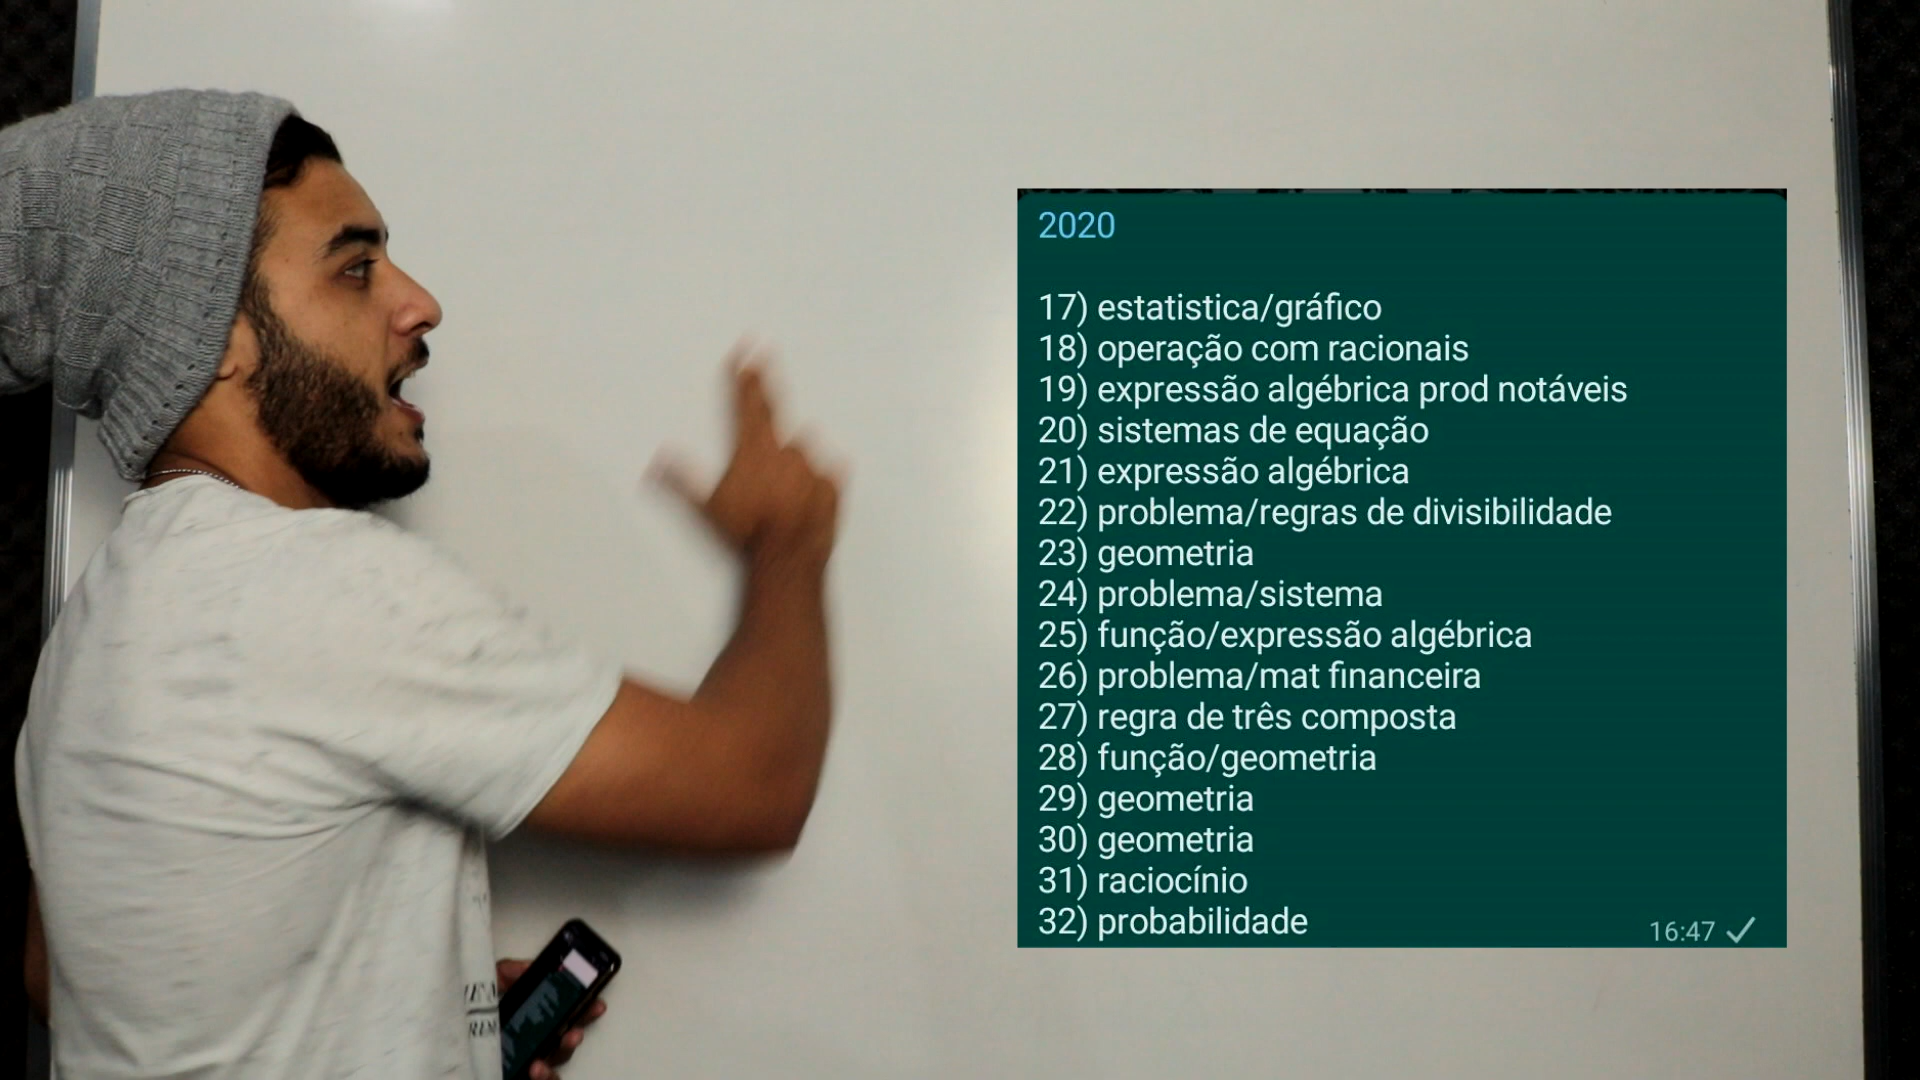 2020
17) estatistica/gráfico
18) operação com racionais
19) expressão algébrica prod notáveis
20) sistemas de equação
21) expressão algébrica
22) problema/regras de divisibilidade
23) geometria
24) problema/sistema
25) função/expressão algébrica
26) problema/mat financeira
27) regra de três composta
28) função/geometria
29) geometria
30) geometria
31) raciocínio
32) probabilidade
16:47